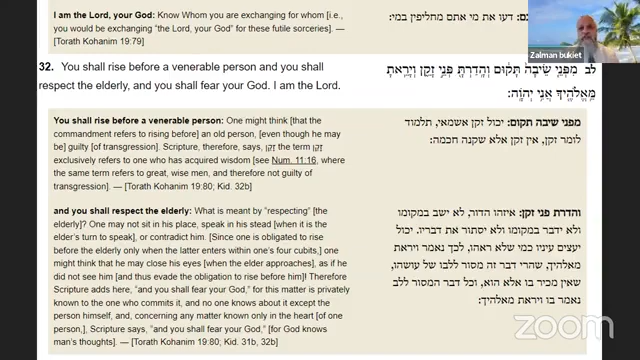 I am the Lord, your God: Know Whom you are exchanging for whom [i.e.,
you would be exchanging “the Lord, your God” for these futile sorceries]. —
[Torath Kohanim 19:79]
דעו את מי אתם מחליפין במי:
Zalman bukiet
32. You shall rise before a venerable person and you shall
respect the elderly, and you shall fear your God. I am the Lord.
לב מִפְּנֵ֤י שֵׂיבָה֙ תָּק֔וּם וְהָדַרְתָּ֖ פְּנֵ֣י זָקֵ֑ן וְיָרֵ֥אתָ
מֵּֽאֱלֹהֶ֖יךָ אֲנִ֥י יְהֹוָֽה:
You shall rise before a venerable person: One might think [that the
commandment refers to rising before] an old person, [even though he may
be] guilty [of transgression]. Scripture, therefore, says, זָקֵן the term זָקֵן
exclusively refers to one who has acquired wisdom [see Num. 11:16, where
the same term refers to great, wise men, and therefore not guilty of
transgression]. — [Torath Kohanim 19:80; Kid. 32b]
מפני שיבה תקום: יכול זקן אשמאי, תלמוד
לומר זקן, אין זקן אלא שקנה חכמה:
and you shall respect the elderly: What is meant by “respecting” [the
elderly]? One may not sit in his place, speak in his stead [when it is the
elder’s turn to speak], or contradict him. [Since one is obligated to rise
before the elderly only when the latter enters within one’s four cubits,] one
might think that he may close his eyes [when the elder approaches], as if he
did not see him [and thus evade the obligation to rise before him]! Therefore
Scripture adds here, “and you shall fear your God,” for this matter is privately
known to the one who commits it, and no one knows about it except the
person himself, and, concerning any matter known only in the heart [of
one person,], Scripture says, “and you shall fear your God,” [for God knows
man’s thoughts]. — [Torath Kohanim 19:80; Kid. 31b, 32b]
והדרת פני זקן: איזהו הדור, לא ישב במקומו
ולא ידבר במקומו ולא יסתור את דבריו. יכול
יעצים עיניו כמי שלא ראהו, לכך נאמר ויראת
מאלהיך, שהרי דבר זה מסור ללבו של עושהו,
שאין מכיר בו אלא הוא, וכל דבר המסור ללב
נאמר בו ויראת מאלהיך:
zoom